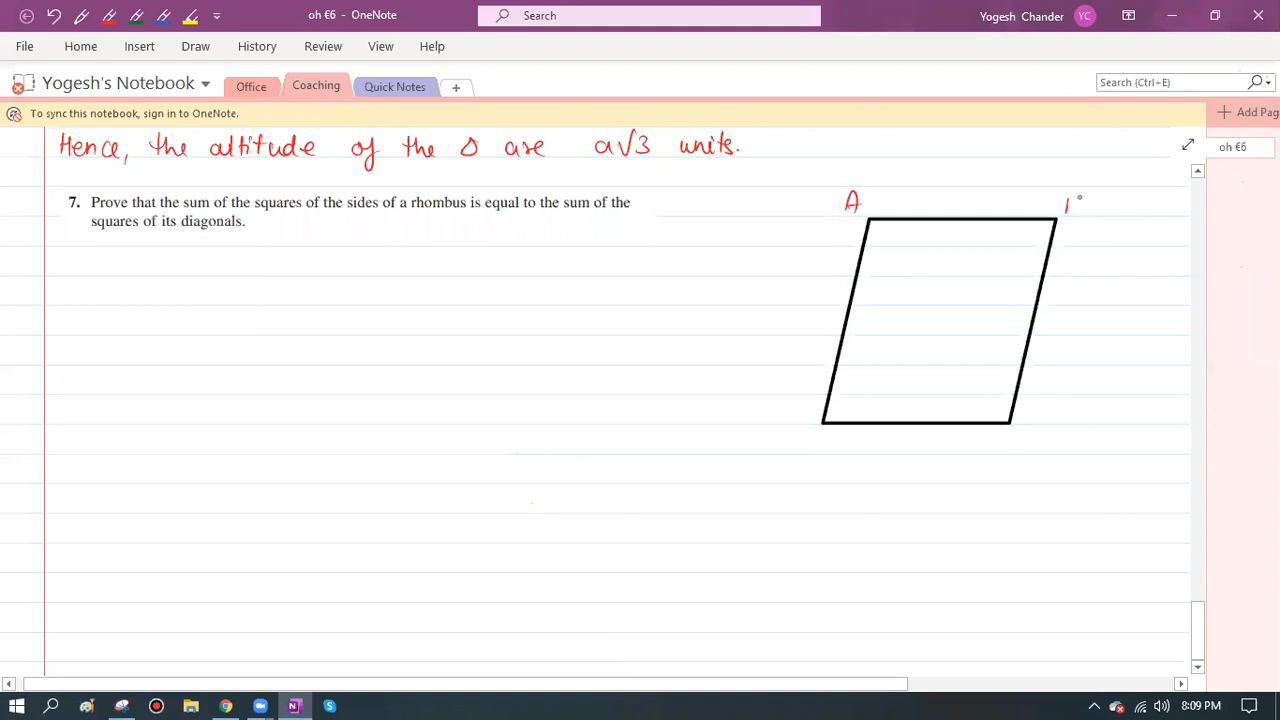 oh €6 - OneNote
Search
Yogesh Chander
YC
File
Home
Insert
Draw
History
Review
View
Help
Yogesh's Notebook
Office
Coaching
Quick Notes
+
Search (Ctrl+E)
To sync this notebook, sign in to OneNote.
Add Pag
oh €6
Hence, the altitude of the Δ are a√3 units.
7. Prove that the sum of the squares of the sides of a rhombus is equal to the sum of the
squares of its diagonals.
A
8:09 PM